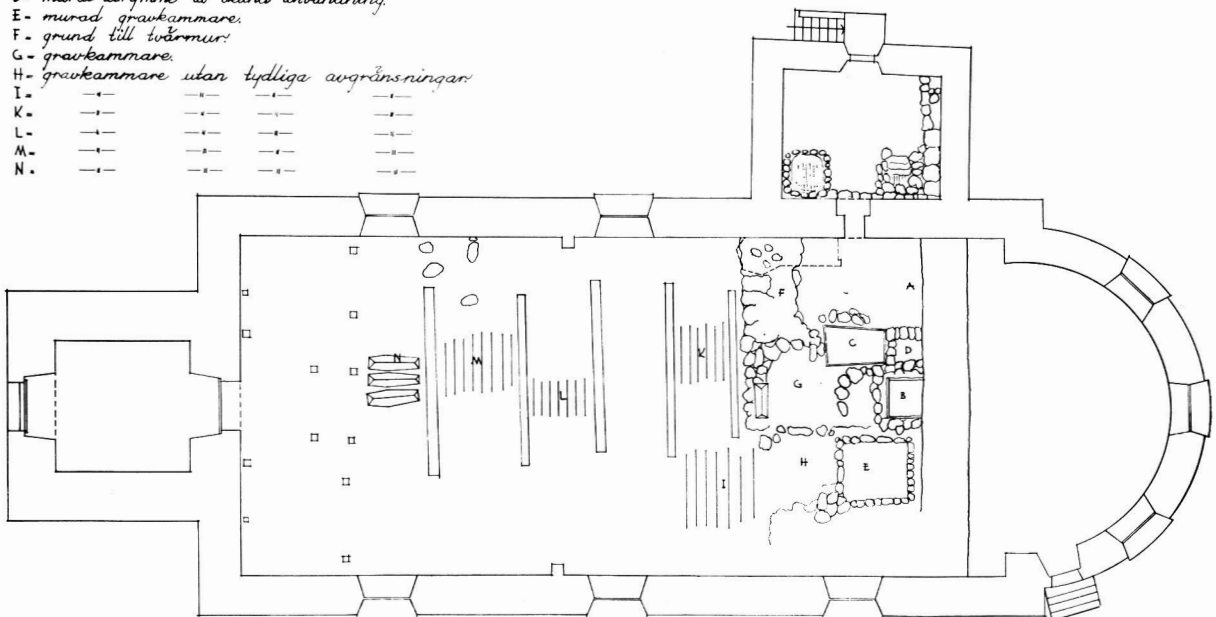 E- murad gravkammare.
F- grund till tvärmur.
G- gravkammare.
H- gravkammare utan tydliga avgränsningar.
I- —"— —"— —"— —"—
K- —"— —"— —"— —"—
L- —"— —"— —"— —"—
M- —"— —"— —"— —"—
N- —"— —"— —"— —"—
F
A
C
D
N
M
K
L
G
B
H
E
I